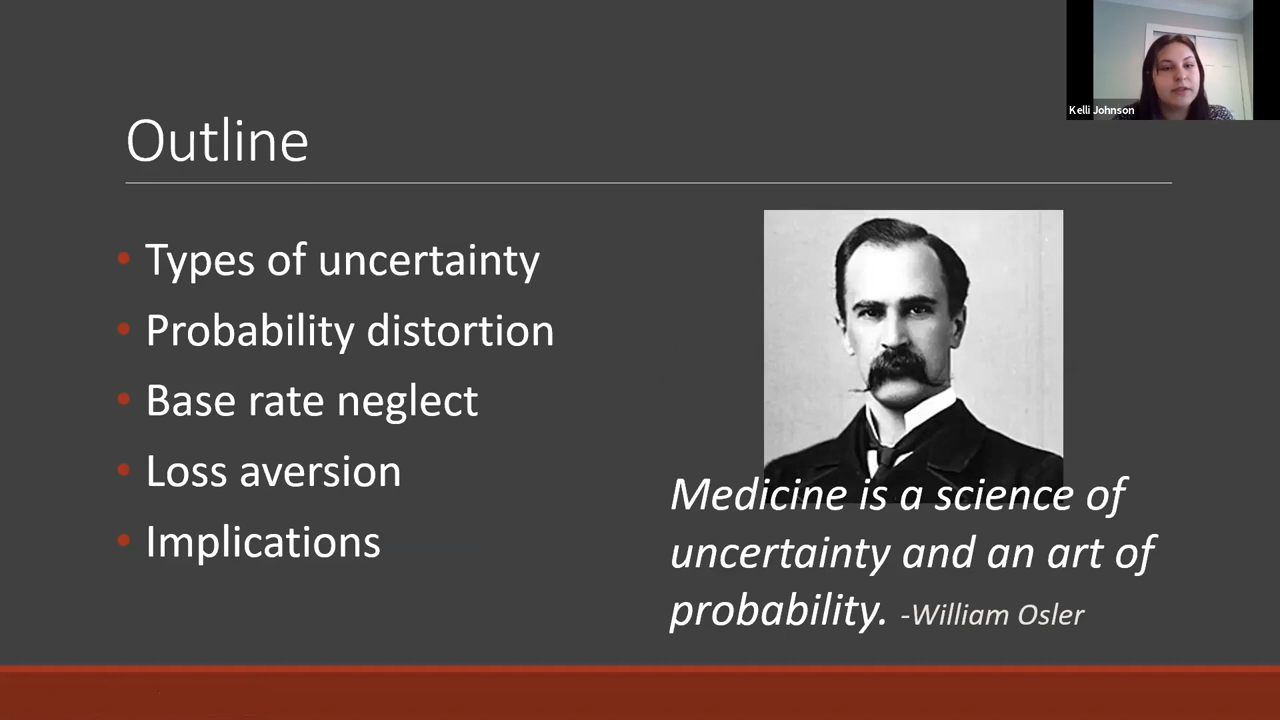 Kelli Johnson
Outline
• Types of uncertainty
• Probability distortion
• Base rate neglect
• Loss aversion
• Implications
Medicine is a science of
uncertainty and an art of
probability. -William Osler